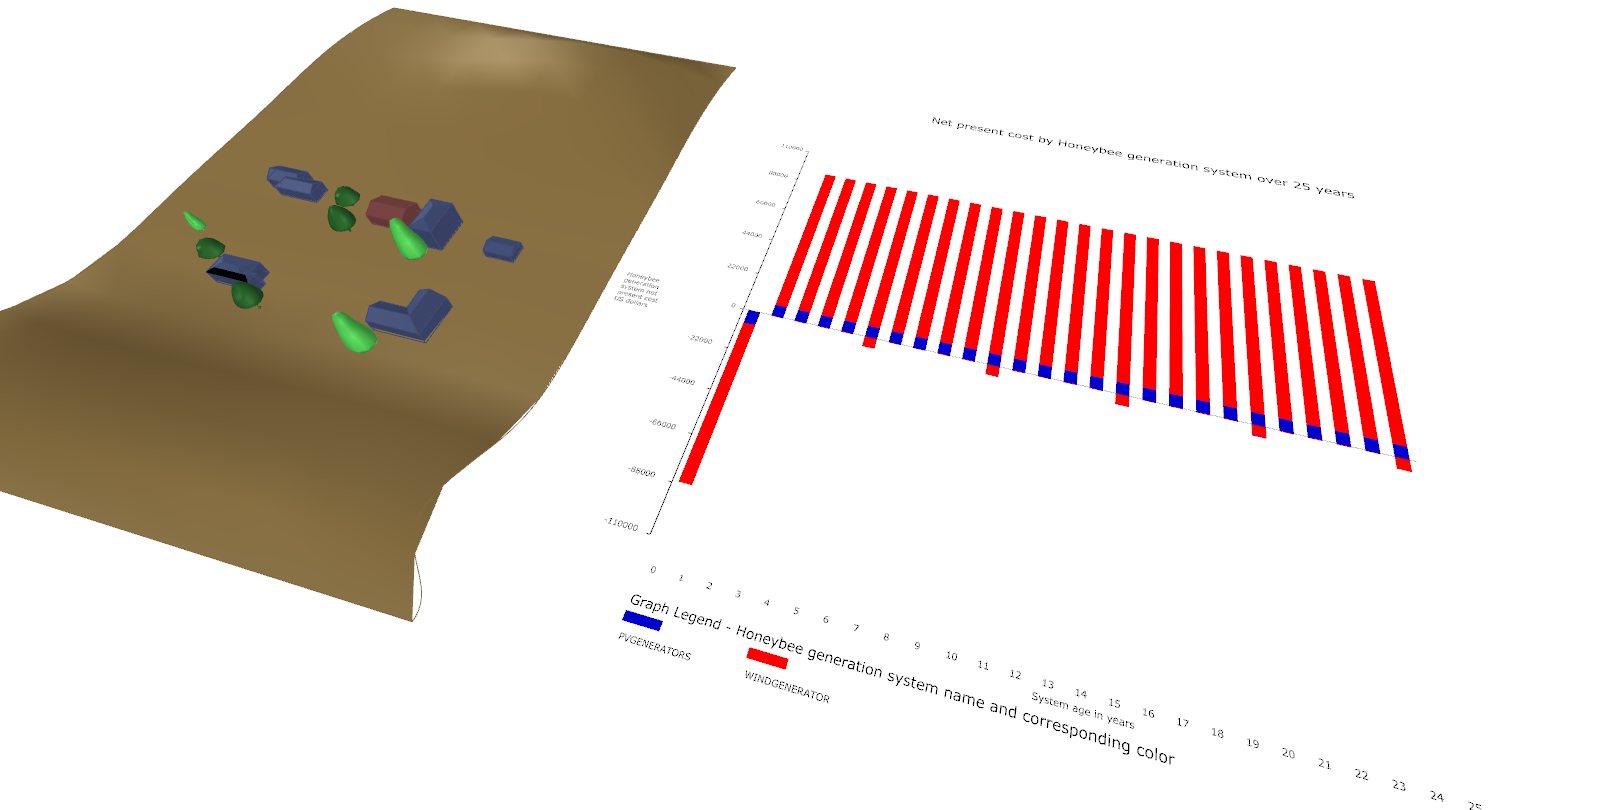 Net present cost by Honeybee generation system over 25 years
110000
88000
66000
44000
22000
0
-22000
-44000
-66000
-88000
-110000
Honeybee
generation
system net
present cost
US dollars
0 1 2 3 4 5 6 7 8 9 10 11 12 13 14 15 16 17 18 19 20 21 22 23 24 25
System age in years
Graph Legend - Honeybee generation system name and corresponding color
PVGENERATORS
WINDGENERATOR